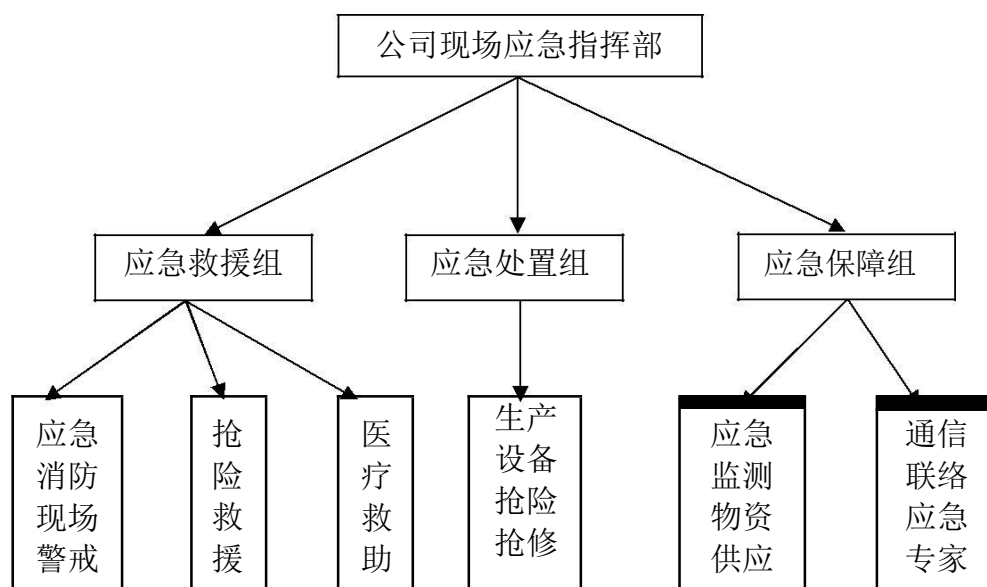 公司现场应急指挥部
应急救援组
应急处置组
应急保障组
应急
消防
现场
警戒
抢
险
救
援
医
疗
救
助
生产
设备
抢险
抢修
应急
监测
物资
供应
通信
联络
应急
专家